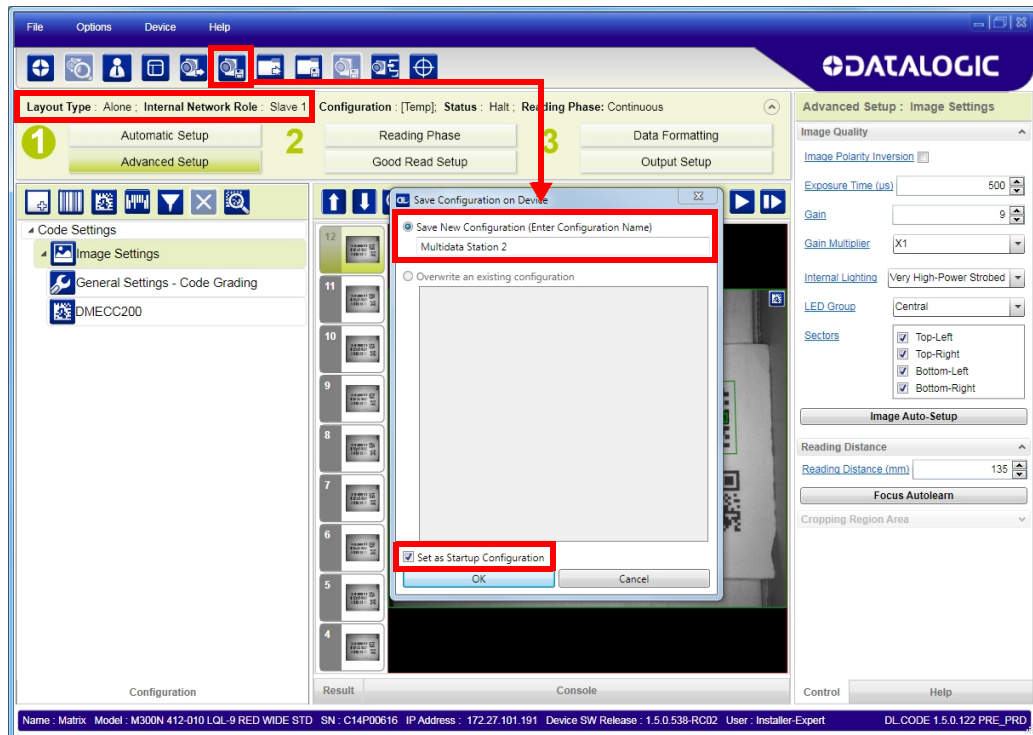 File Options Device Help
DATALOGIC
Layout Type : Alone ; Internal Network Role : Slave 1 Configuration : [Temp]; Status : Halt ; Reading Phase: Continuous
1 Automatic Setup 2 Reading Phase 3 Data Formatting
Advanced Setup Good Read Setup Output Setup
Code Settings
Image Settings
General Settings - Code Grading
DMECC200
Configuration
12
11
10
9
8
7
6
5
4
Result Console
Save Configuration on Device
Save New Configuration (Enter Configuration Name)
Multidata Station 2
Overwrite an existing configuration
Set as Startup Configuration
OK Cancel
Advanced Setup : Image Settings
Image Quality
Image Polarity Inversion
Exposure Time (µs) 500
Gain 9
Gain Multiplier X1
Internal Lighting Very High-Power Strobed
LED Group Central
Sectors Top-Left
Top-Right
Bottom-Left
Bottom-Right
Image Auto-Setup
Reading Distance
Reading Distance (mm) 135
Focus Autolearn
Cropping Region Area
Control Help
Name : Matrix Model : M300N 412-010 LQL-9 RED WIDE STD SN : C14P00616 IP Address : 172.27.101.191 Device SW Release : 1.5.0.538-RC02 User : Installer-Expert DL.CODE 1.5.0.122 PRE_PRD